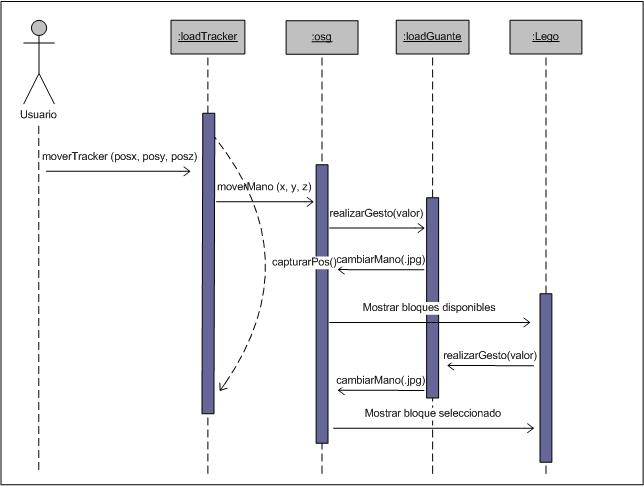 :loadTracker
:osg
:loadGuante
:Lego
Usuario
moverTracker (posx, posy, posz)
moverMano (x, y, z)
realizarGesto(valor)
capturarPos()
cambiarMano(.jpg)
Mostrar bloques disponibles
realizarGesto(valor)
cambiarMano(.jpg)
Mostrar bloque seleccionado